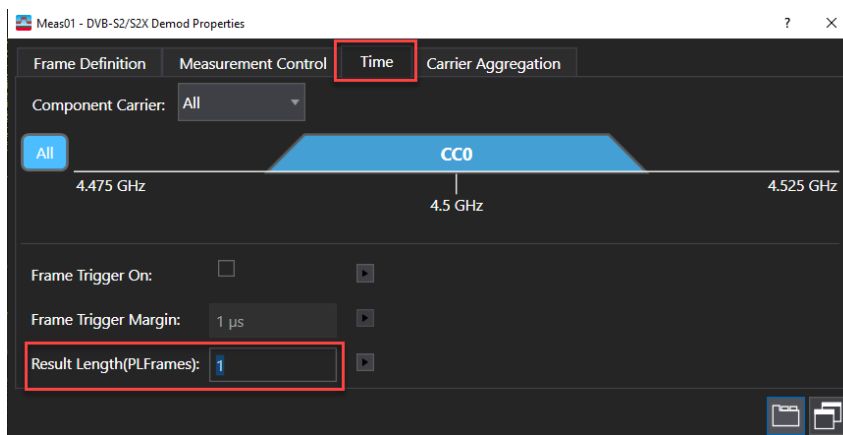 Meas01 - DVB-S2/S2X Demod Properties ? ×
Frame Definition Measurement Control Time Carrier Aggregation
Component Carrier: All
All CC0
4.475 GHz 4.5 GHz 4.525 GHz
Frame Trigger On:
Frame Trigger Margin: 1 µs
Result Length(PLFrames): 1